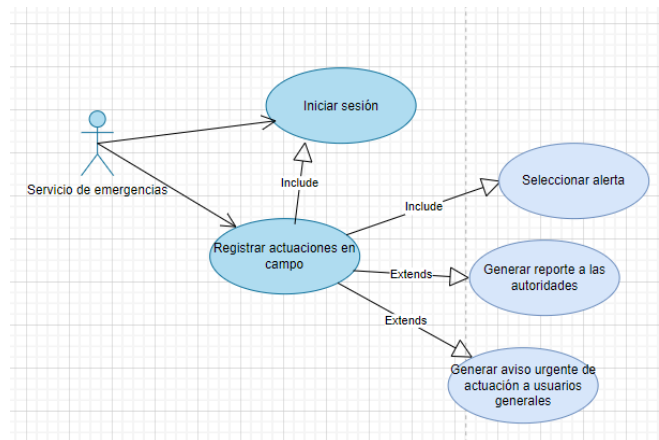 Iniciar sesión
Servicio de emergencias
Include
Seleccionar alerta
Include
Registrar actuaciones en
campo
Extends
Generar reporte a las
autoridades
Extends
Generar aviso urgente de
actuación a usuarios
generales